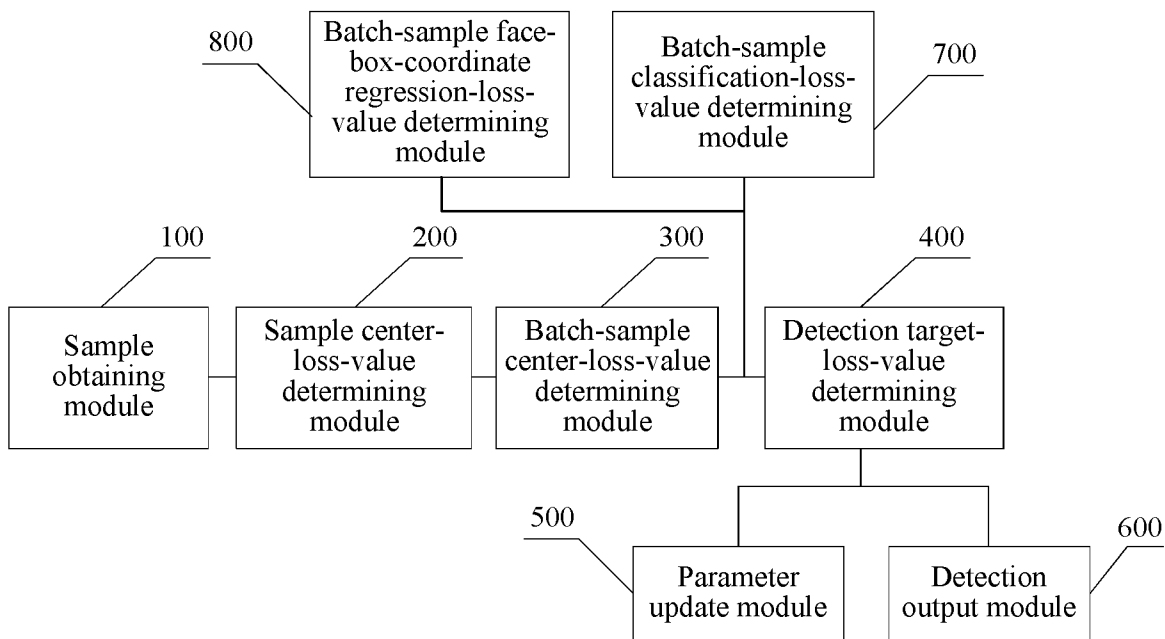 800
Batch-sample face-
box-coordinate
regression-loss-
value determining
module
Batch-sample
classification-loss-
value determining
module
700
100
200
300
400
Sample
obtaining
module
Sample center-
loss-value
determining
module
Batch-sample
center-loss-value
determining
module
Detection target-
loss-value
determining
module
500
Parameter
update module
Detection
output module
600